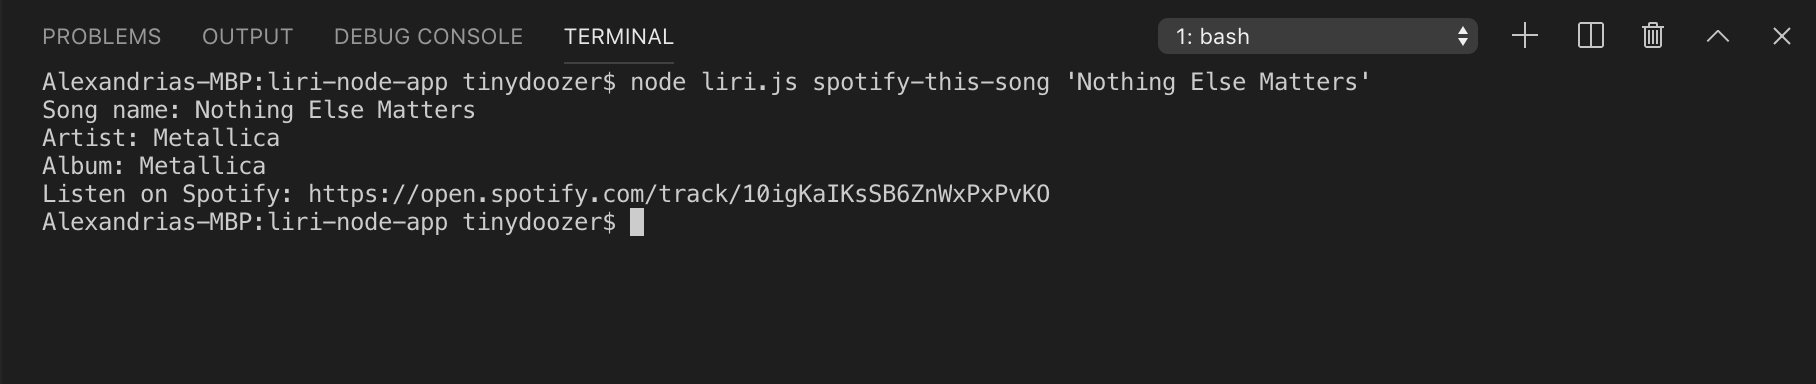 PROBLEMS OUTPUT DEBUG CONSOLE TERMINAL 1: bash
Alexandrias-MBP:liri-node-app tinydoozer$ node liri.js spotify-this-song 'Nothing Else Matters'
Song name: Nothing Else Matters
Artist: Metallica
Album: Metallica
Listen on Spotify: https://open.spotify.com/track/10igKaIKsSB6ZnWxPxPvKO
Alexandrias-MBP:liri-node-app tinydoozer$